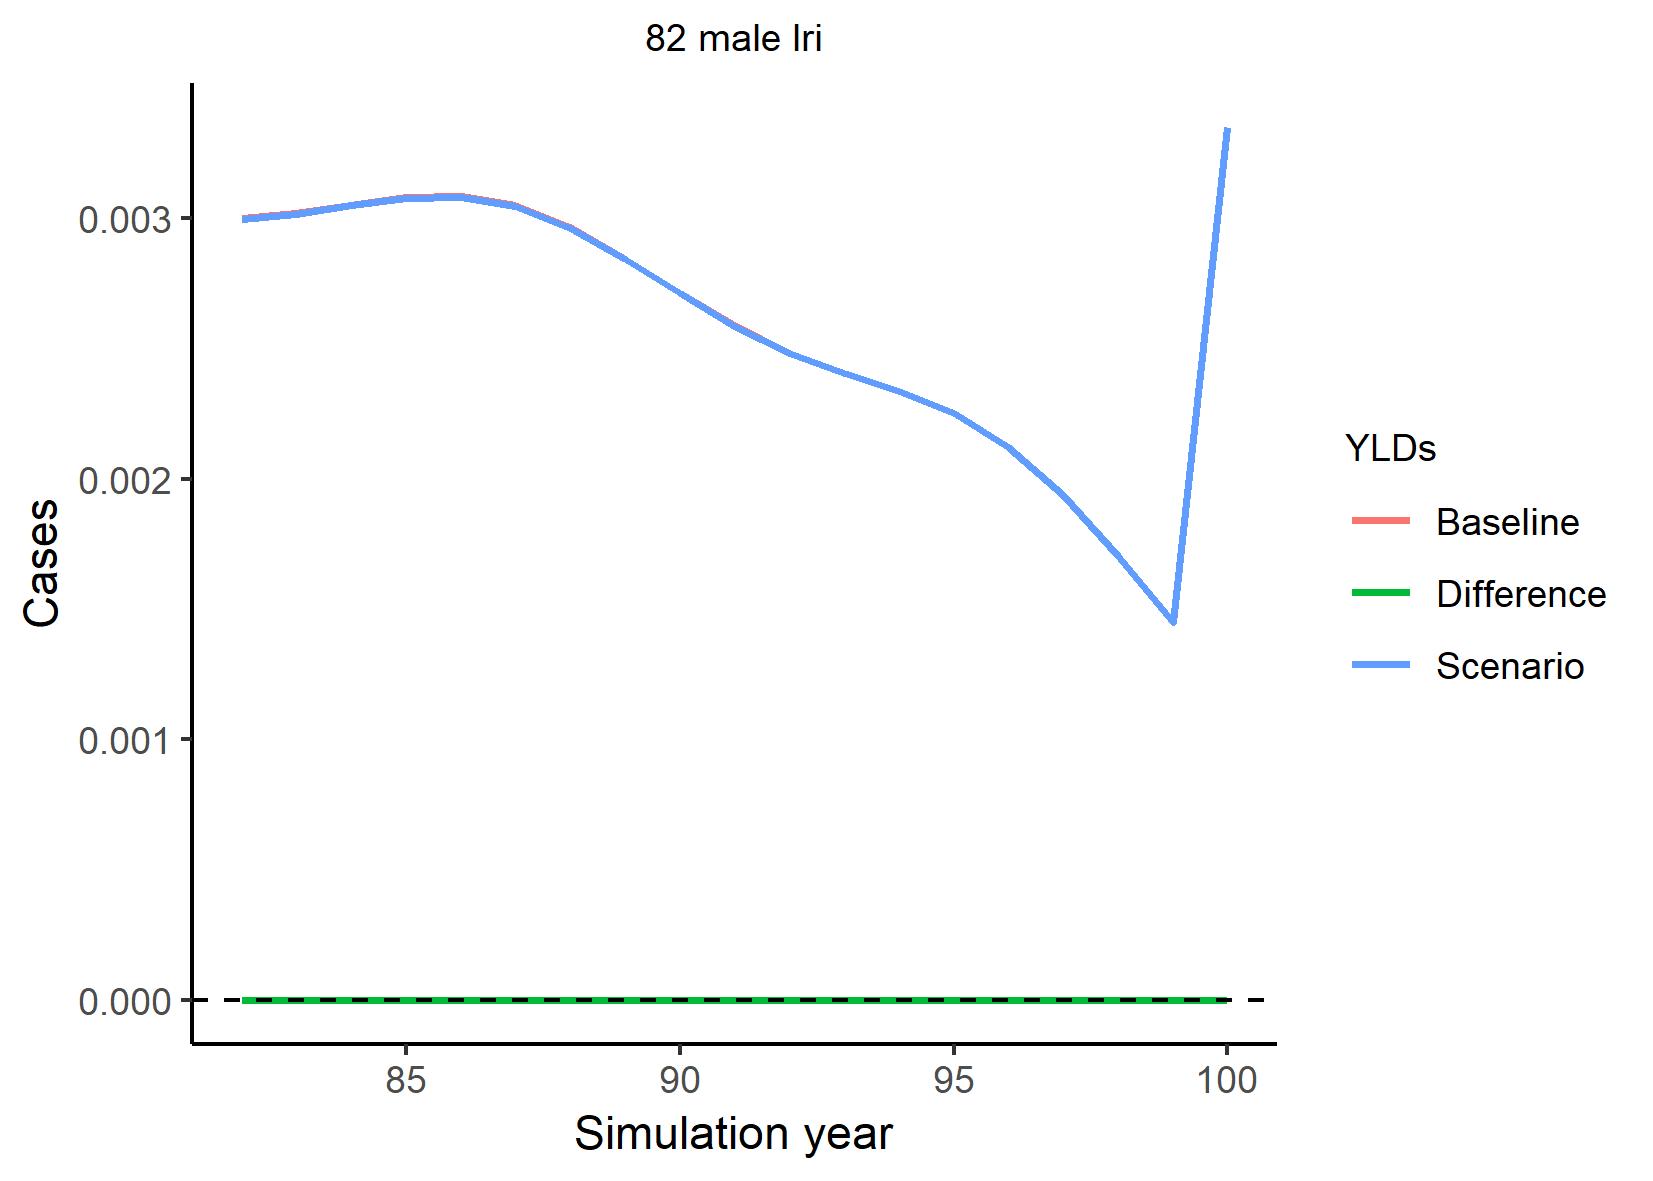 82 male lri
0.003
0.002
0.001
0.000
Cases
85 90 95 100
Simulation year
YLDs
Baseline
Difference
Scenario